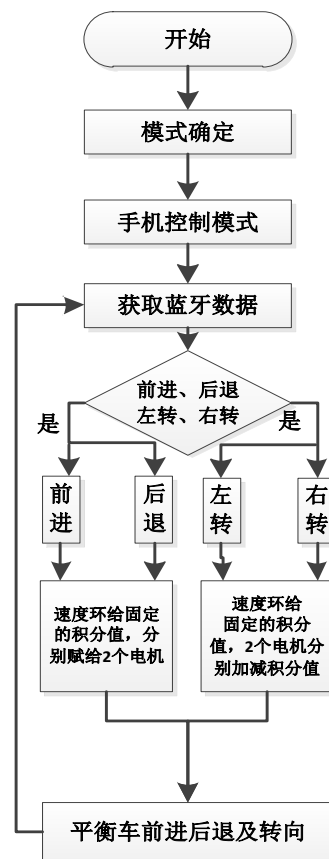 开始
模式确定
手机控制模式
获取蓝牙数据
前进、后退
左转、右转
是
是
前
进
后
退
左
转
右
转
速度环给固定
的积分值，分
别赋给2个电机
速度环给
固定的积分
值，2个电机分
别加减积分值
平衡车前进后退及转向